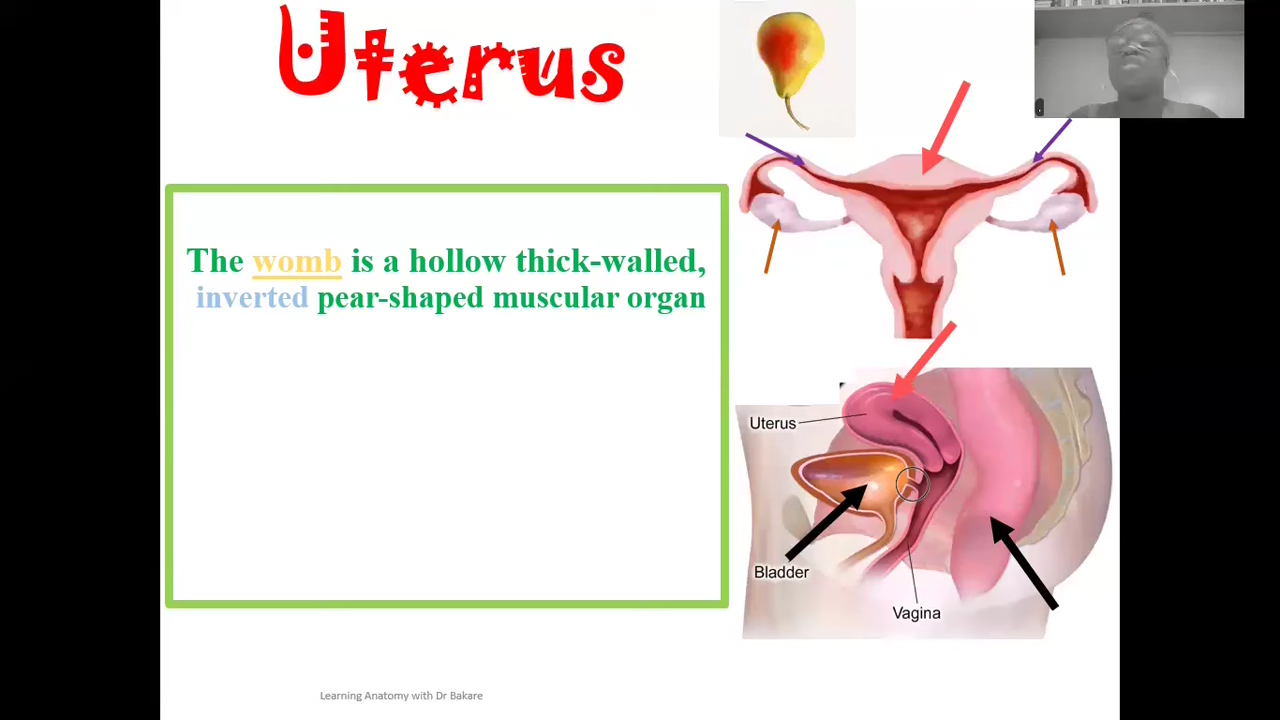 Uterus
The womb is a hollow thick-walled,
inverted pear-shaped muscular organ
Uterus
Bladder
Vagina
Learning Anatomy with Dr Bakare